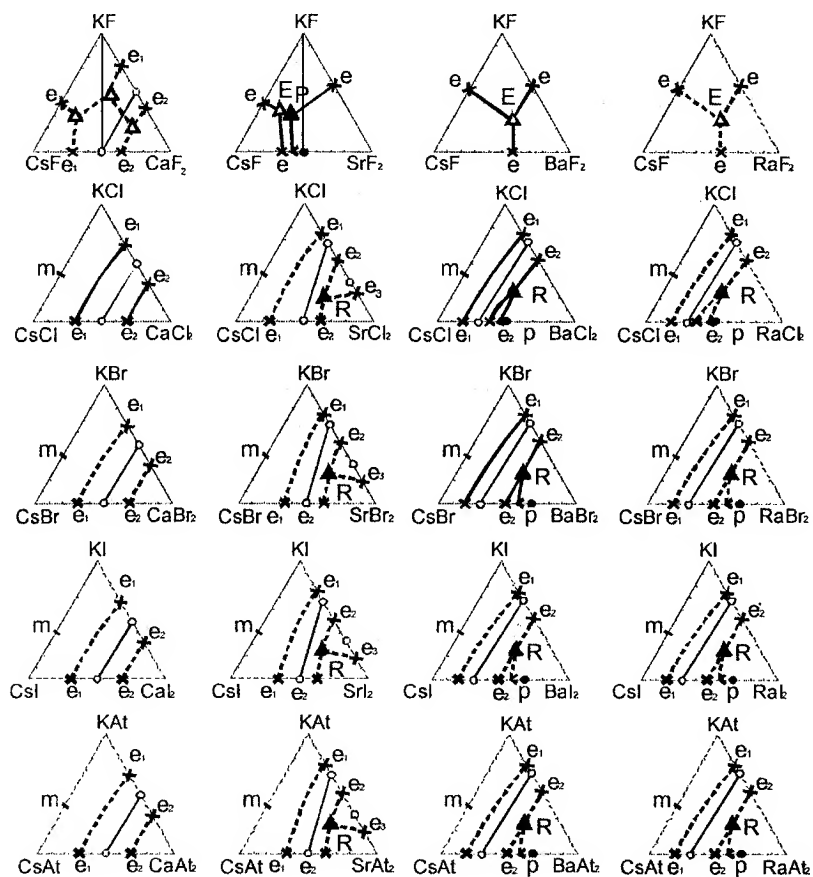 KF KF KF KF
e₁ e e₂ E P e e e E e e E e
CsF e₁ e₂ CaF₂ CsF e SrF₂ CsF e BaF₂ CsF e RaF₂
KCl KCl KCl KCl
m e₁ e₂ e₁ e₂ e₃ R m e₁ e₂ R m e₁ e₂ R
CsCl e₁ e₂ CaCl₂ CsCl e₁ e₂ SrCl₂ CsCl e₁ e₂ p BaCl₂ CsCl e₁ e₂ p RaCl₂
KBr KBr KBr KBr
m e₁ e₂ m e₁ e₂ e₃ R m e₁ e₂ R m e₁ e₂ R
CsBr e₁ e₂ CaBr₂ CsBr e₁ e₂ SrBr₂ CsBr e₂ p BaBr₂ CsBr e₁ e₂ p RaBr₂
KI KI KI KI
m e₁ e₂ m e₁ e₂ e₃ R m e₁ e₂ R m e₁ e₂ R
CsI e₁ e₂ CaI₂ CsI e₁ e₂ SrI₂ CsI e₂ p BaI₂ CsI e₁ e₂ p RaI₂
KAt KAt KAt KAt
m e₁ e₂ m e₁ e₂ e₃ R m e₁ e₂ R m e₁ e₂ R
CsAt e₁ e₂ CaAt₂ CsAt e₁ e₂ SrAt₂ CsAt e₁ e₂ p BaAt₂ CsAt e₁ e₂ p RaAt₂